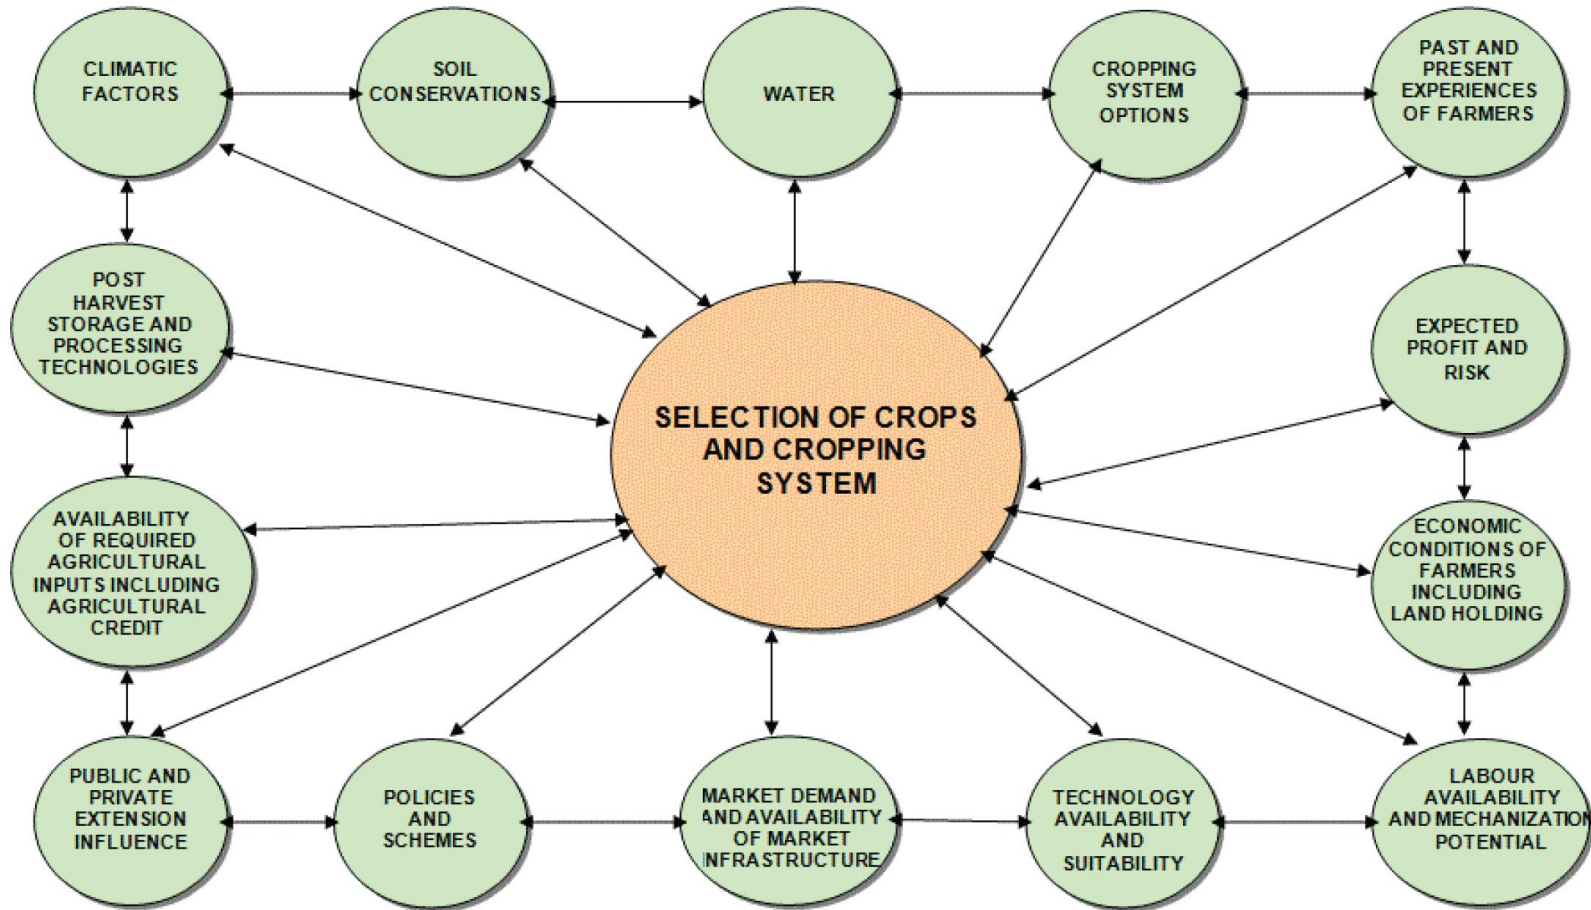 CLIMATIC
FACTORS
SOIL
CONSERVATIONS
WATER
CROPPING
SYSTEM
OPTIONS
PAST AND
PRESENT
EXPERIENCES
OF FARMERS
POST
HARVEST
STORAGE AND
PROCESSING
TECHNOLOGIES
EXPECTED
PROFIT AND
RISK
SELECTION OF CROPS
AND CROPPING
SYSTEM
AVAILABILITY
OF REQUIRED
AGRICULTURAL
INPUTS INCLUDING
AGRICULTURAL
CREDIT
ECONOMIC
CONDITIONS OF
FARMERS
INCLUDING
LAND HOLDING
PUBLIC AND
PRIVATE
EXTENSION
INFLUENCE
POLICIES
AND
SCHEMES
MARKET DEMAND
AND AVAILABILITY
OF MARKET
INFRASTRUCTURE
TECHNOLOGY
AVAILABILITY
AND
SUITABILITY
LABOUR
AVAILABILITY
AND MECHANIZATION
POTENTIAL